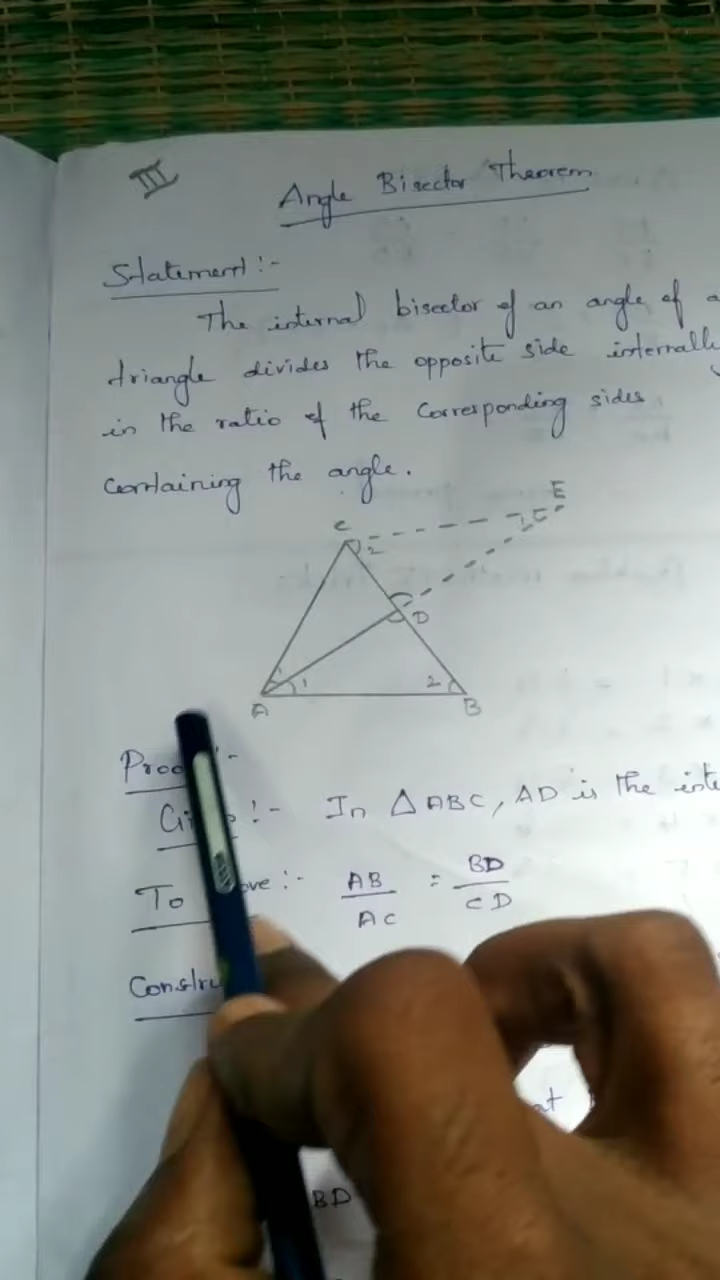 III
Angle Bisector Theorem
Statement :-
The internal bisector of an angle of a
triangle divides the opposite side internally
in the ratio of the corresponding sides
containing the angle.
E
C
2
D
1
2
A
B
:-
:- In △ABC, AD is the
To :- AB/AC = BD/CD
BD